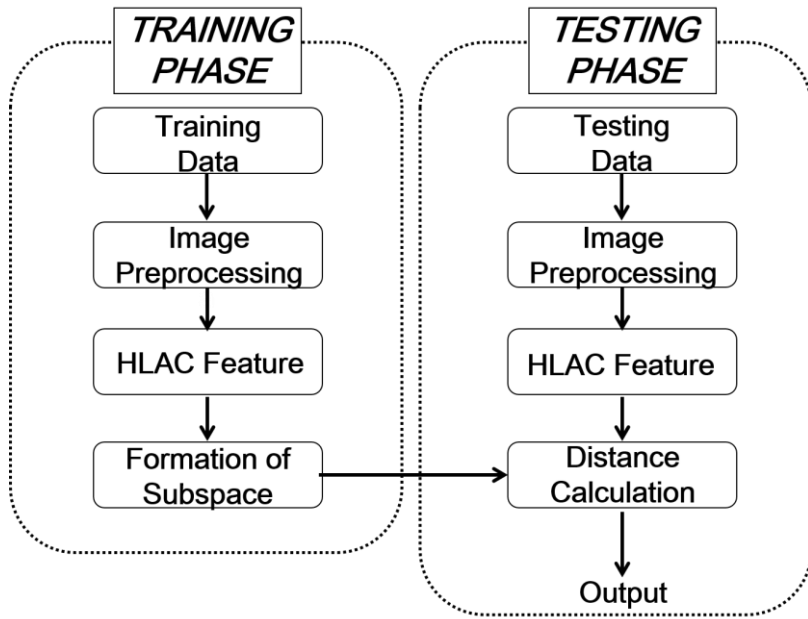 TRAINING
PHASE
Training
Data
Image
Preprocessing
HLAC Feature
Formation of
Subspace
TESTING
PHASE
Testing
Data
Image
Preprocessing
HLAC Feature
Distance
Calculation
Output